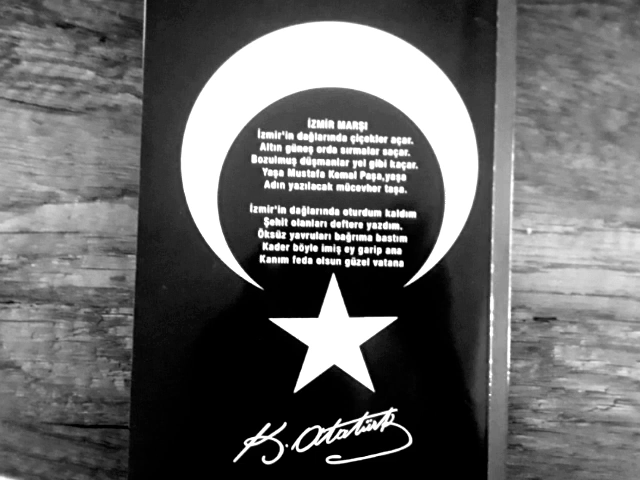 İZMİR MARŞI
İzmir'in dağlarında çiçekler açar.
Altın güneş orda sırmalar saçar.
Bozulmuş düşmanlar yel gibi kaçar.
Yaşa Mustafa Kemal Paşa,yaşa
Adın yazılacak mücevher taşa.
İzmir'in dağlarında oturdum kaldım
Şehit olanları deftere yazdım.
Öksüz yavruları bağrıma bastım
Kader böyle imiş ey garip ana
Kanım feda olsun güzel vatana
K. Atatürk